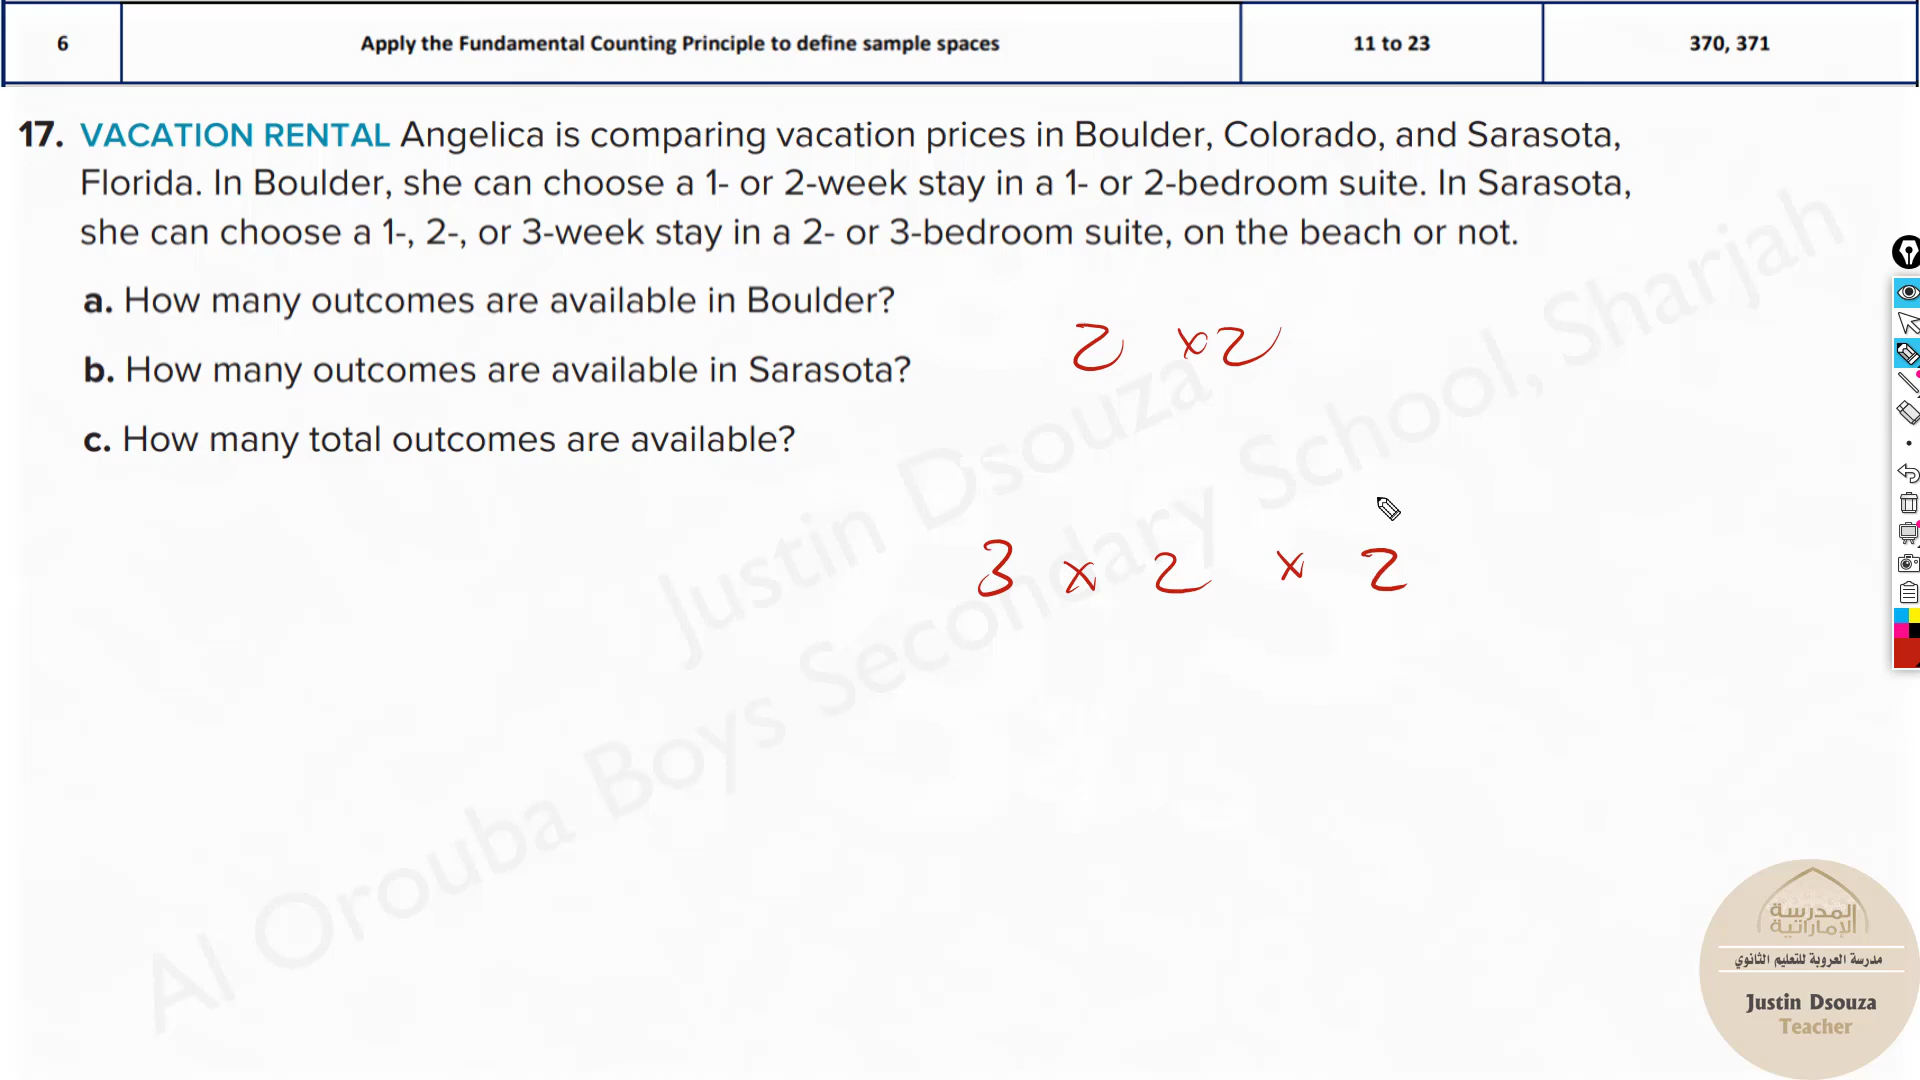 6 Apply the Fundamental Counting Principle to define sample spaces 11 to 23 370, 371
17. VACATION RENTAL Angelica is comparing vacation prices in Boulder, Colorado, and Sarasota,
Florida. In Boulder, she can choose a 1- or 2-week stay in a 1- or 2-bedroom suite. In Sarasota,
she can choose a 1-, 2-, or 3-week stay in a 2- or 3-bedroom suite, on the beach or not.
a. How many outcomes are available in Boulder?
2 x 2
b. How many outcomes are available in Sarasota?
c. How many total outcomes are available?
3 x 2 x 2
Justin Dsouza
Al Orouba Boys Secondary School, Sharjah
المدرسة
الإماراتية
مدرسة العروبة للتعليم الثانوي
Justin Dsouza
Teacher